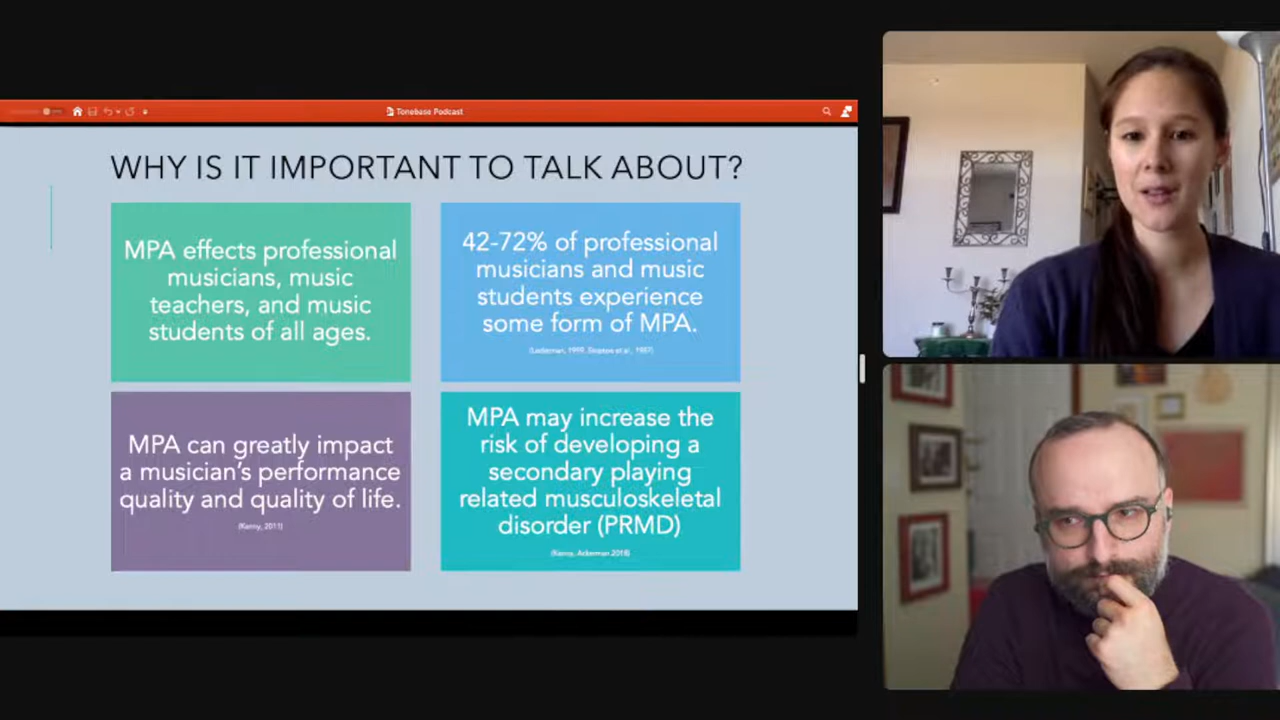 Tonebase Podcast
WHY IS IT IMPORTANT TO TALK ABOUT?
MPA effects professional
musicians, music
teachers, and music
students of all ages.
42-72% of professional
musicians and music
students experience
some form of MPA.
MPA can greatly impact
a musician's performance
quality and quality of life.
(Kenny, 2011)
MPA may increase the
risk of developing a
secondary playing
related musculoskeletal
disorder (PRMD)
(Kenny, Ackerman 2015)